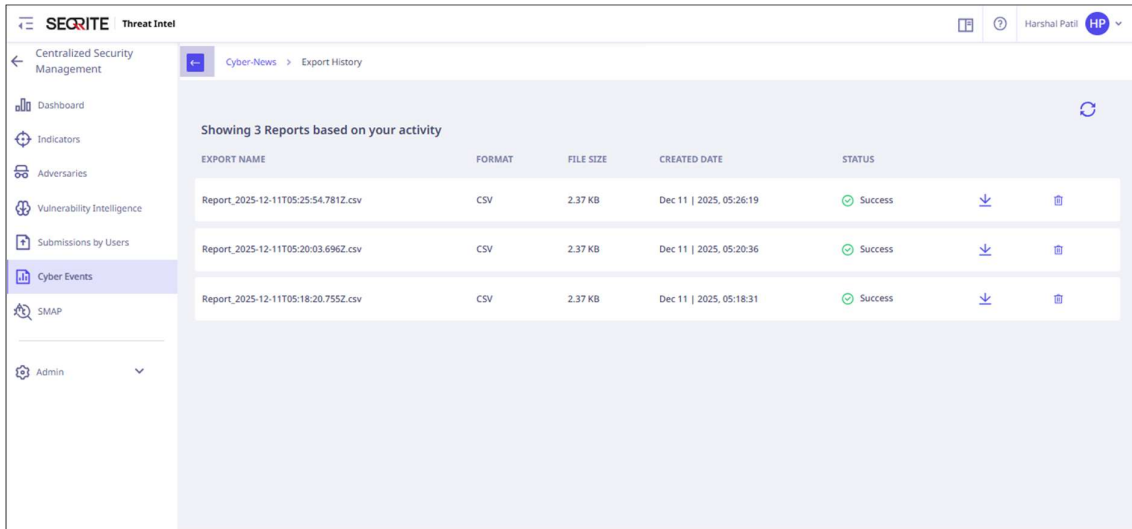 SEQRITE Threat Intel
Harshal Patil HP
Centralized Security
Management
Cyber-News > Export History
Dashboard
Indicators
Adversaries
Vulnerability Intelligence
Submissions by Users
Cyber Events
SMAP
Admin
Showing 3 Reports based on your activity
EXPORT NAME FORMAT FILE SIZE CREATED DATE STATUS
Report_2025-12-11T05:25:54.781Z.csv CSV 2.37 KB Dec 11 | 2025, 05:26:19 Success
Report_2025-12-11T05:20:03.696Z.csv CSV 2.37 KB Dec 11 | 2025, 05:20:36 Success
Report_2025-12-11T05:18:20.755Z.csv CSV 2.37 KB Dec 11 | 2025, 05:18:31 Success